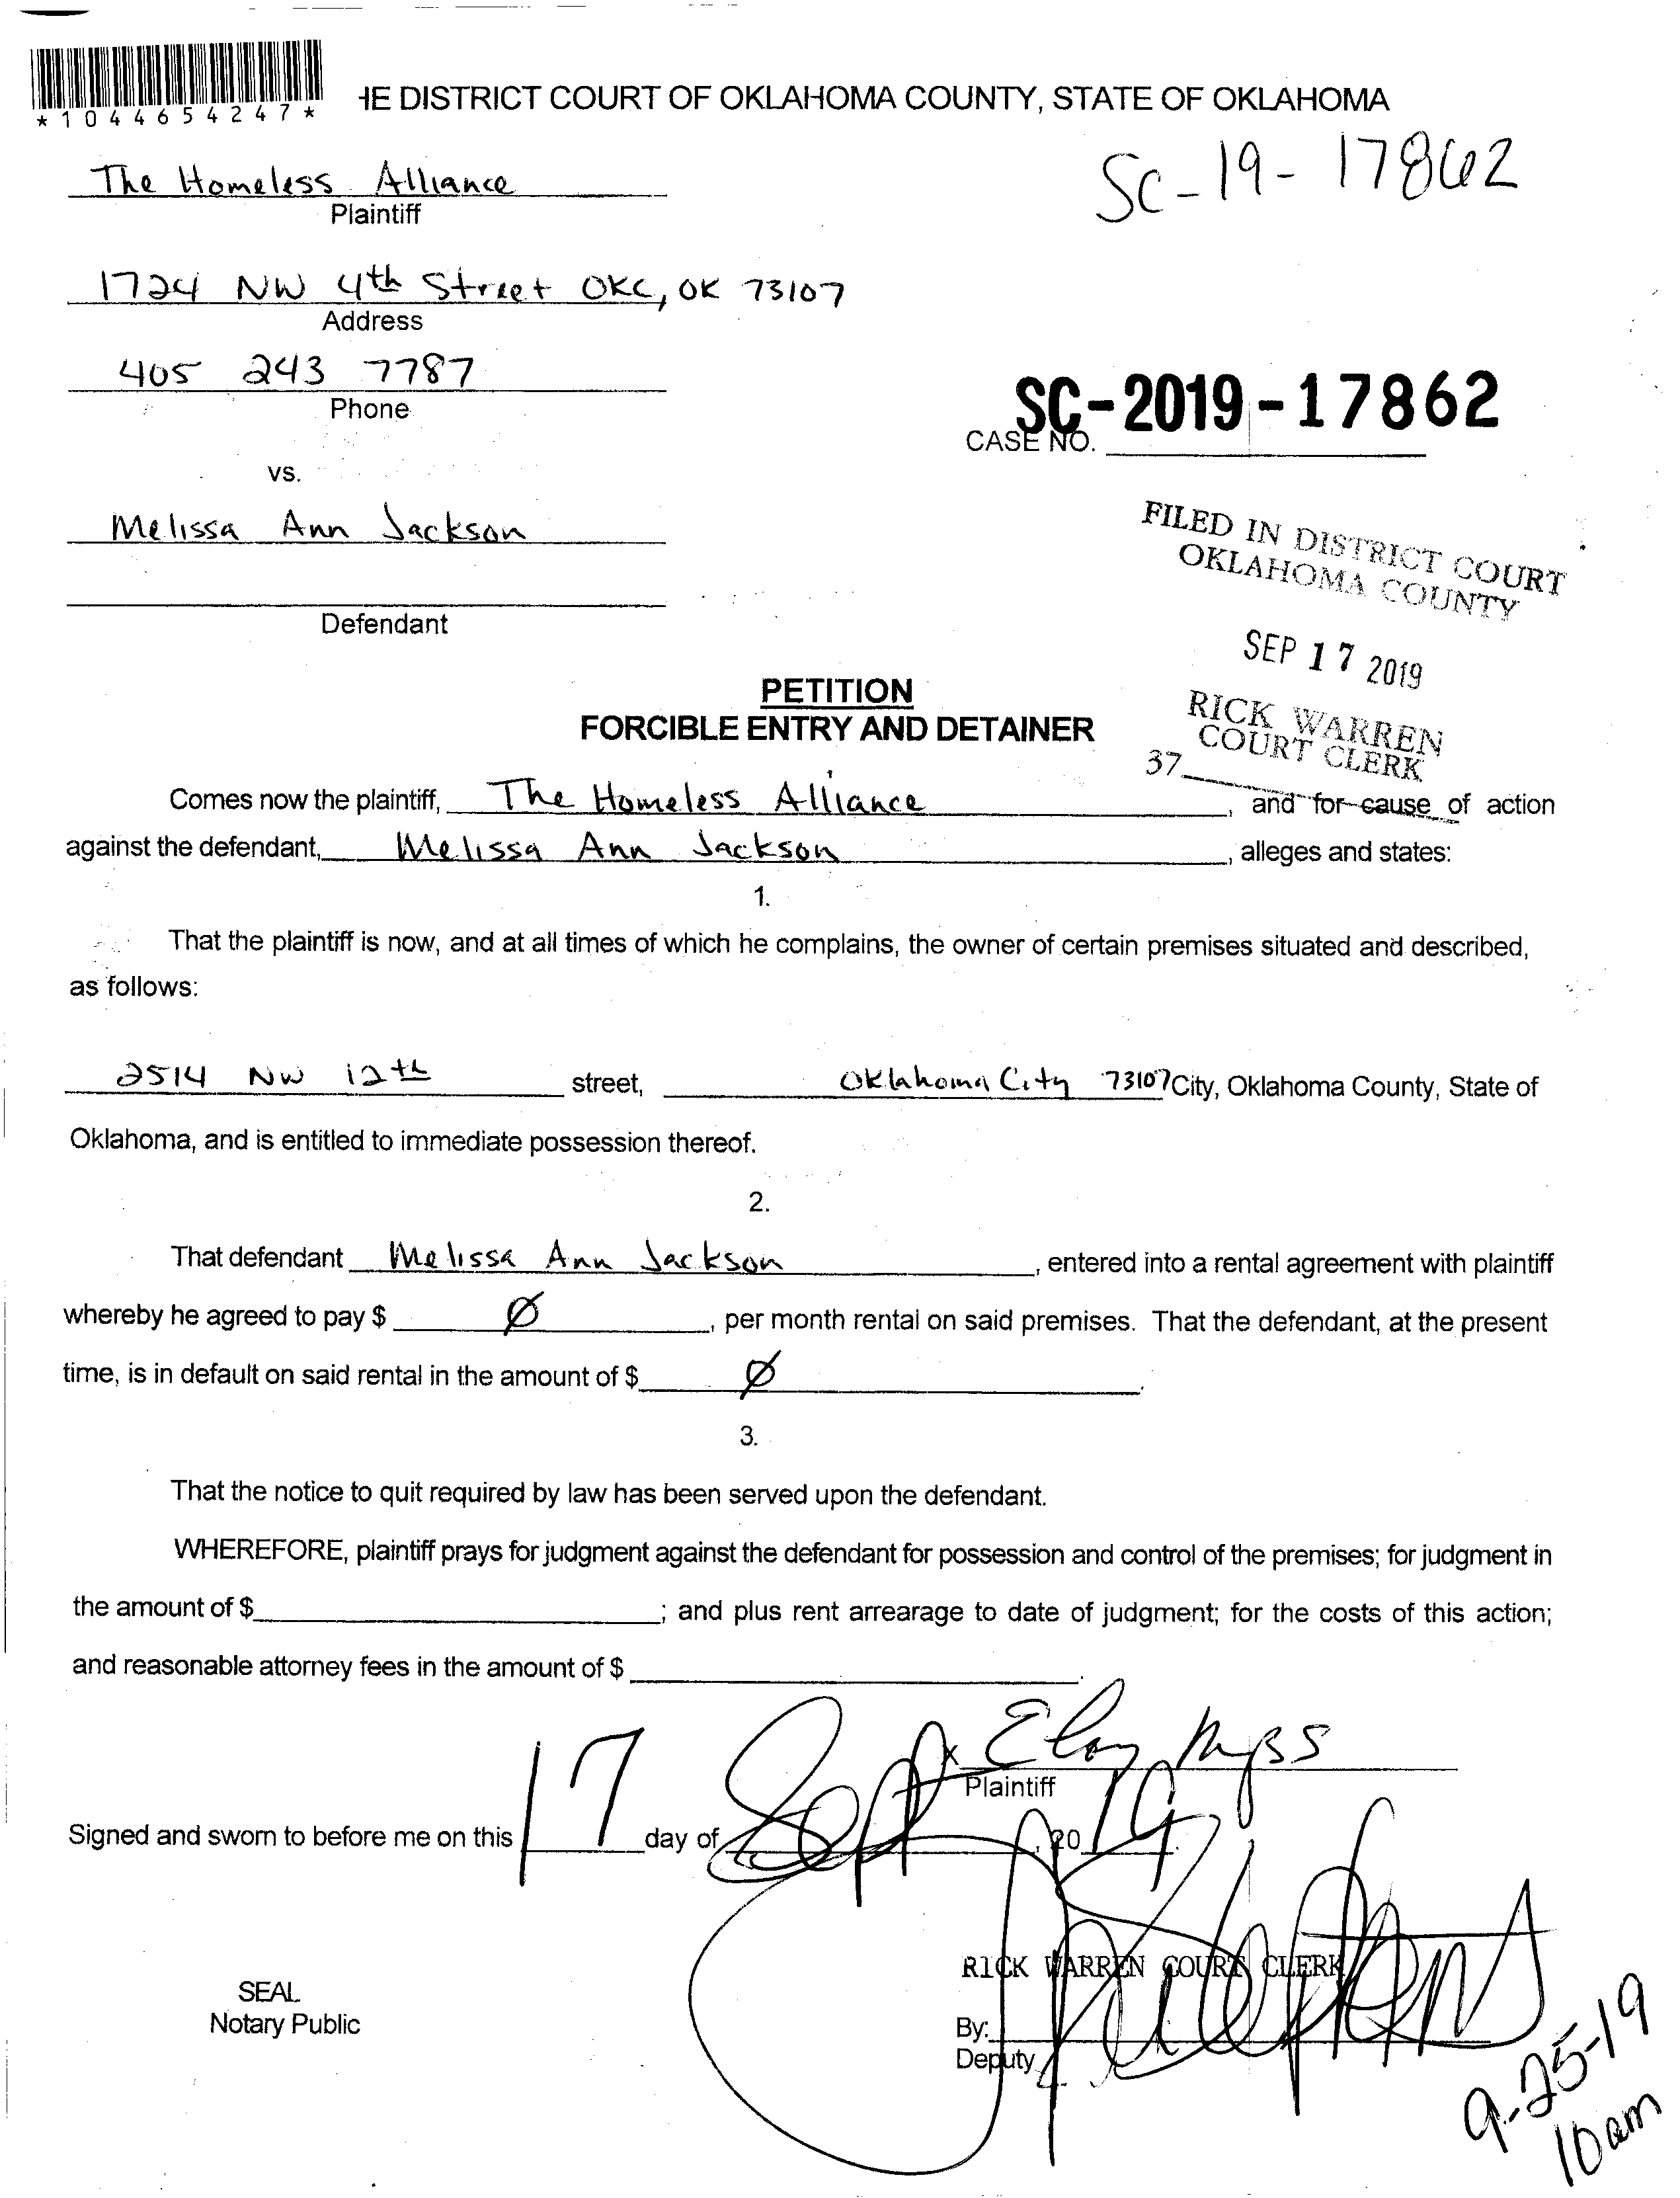 *1044654247*
HE DISTRICT COURT OF OKLAHOMA COUNTY, STATE OF OKLAHOMA
SC-19-17862
The Homeless Alliance
Plaintiff
1724 NW 4th Street OKC, OK 73107
Address
405 243 7787
Phone
SC-2019-17862
CASE NO.
vs.
Melissa Ann Jackson
Defendant
FILED IN DISTRICT COURT
OKLAHOMA COUNTY
SEP 17 2019
RICK WARREN
COURT CLERK
37
PETITION
FORCIBLE ENTRY AND DETAINER
Comes now the plaintiff, The Homeless Alliance, and for cause of action
against the defendant, Melissa Ann Jackson, alleges and states:
1.
That the plaintiff is now, and at all times of which he complains, the owner of certain premises situated and described,
as follows:
2514 NW 12th street, Oklahoma City 73107 City, Oklahoma County, State of
Oklahoma, and is entitled to immediate possession thereof.
2.
That defendant Melissa Ann Jackson, entered into a rental agreement with plaintiff
whereby he agreed to pay $ Ø, per month rental on said premises. That the defendant, at the present
time, is in default on said rental in the amount of $ Ø.
3.
That the notice to quit required by law has been served upon the defendant.
WHEREFORE, plaintiff prays for judgment against the defendant for possession and control of the premises; for judgment in
the amount of $; and plus rent arrearage to date of judgment; for the costs of this action;
and reasonable attorney fees in the amount of $.
x
Plaintiff
Signed and sworn to before me on this 17 day of Sept, 2019.
RICK WARREN COURT CLERK
SEAL
Notary Public
By:
Deputy
9-25-19
10am